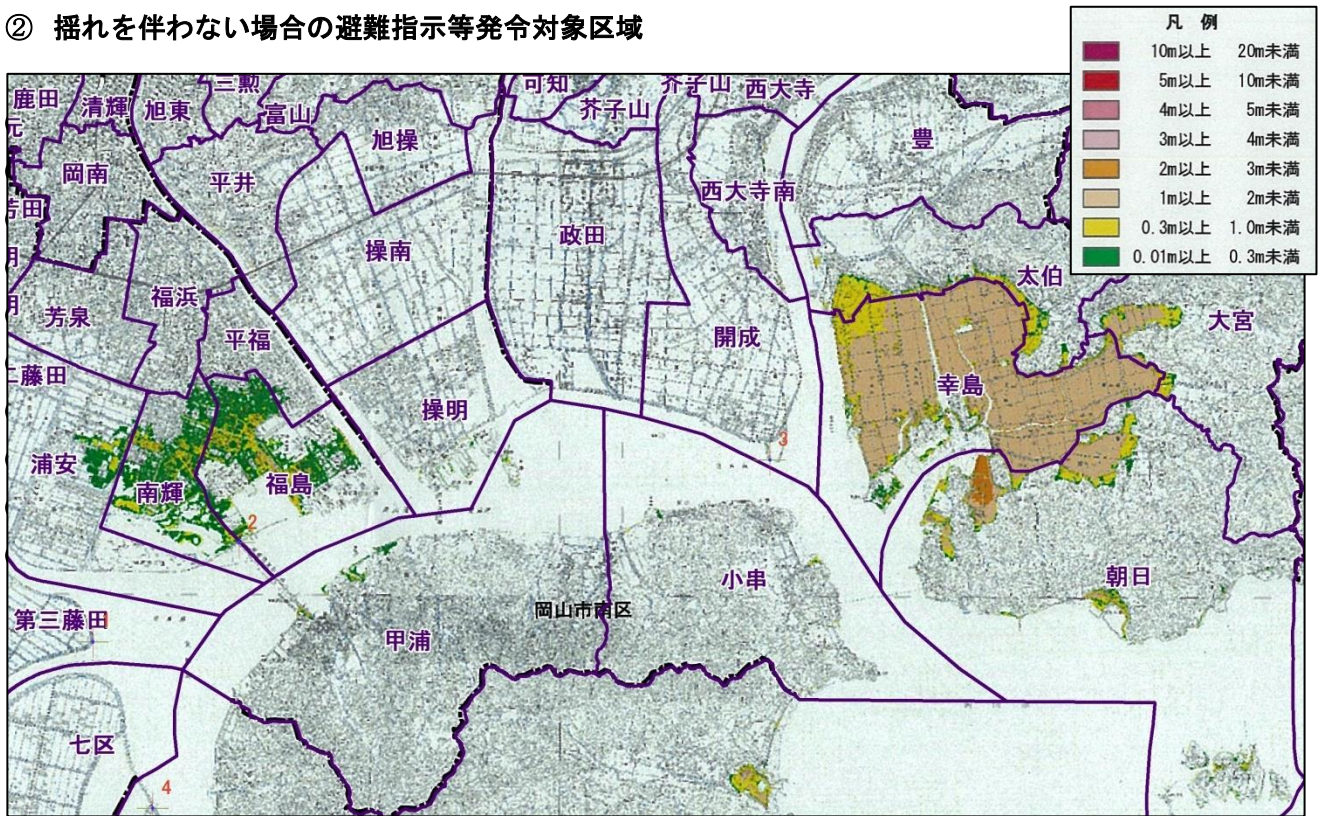 ② 揺れを伴わない場合の避難指示等発令対象区域
凡 例
10m以上 20m未満
5m以上 10m未満
4m以上 5m未満
3m以上 4m未満
2m以上 3m未満
1m以上 2m未満
0.3m以上 1.0m未満
0.01m以上 0.3m未満
鹿田
清輝
旭東
三勲
富山
可知
芥子山
芥子山
西大寺
元
旭操
豊
岡南
平井
西大寺南
政田
操南
太伯
福浜
芳泉
平福
開成
大宮
二藤田
幸島
操明
3
浦安
南輝
福島
2
小串
朝日
第三藤田
岡山市南区
甲浦
七区
4